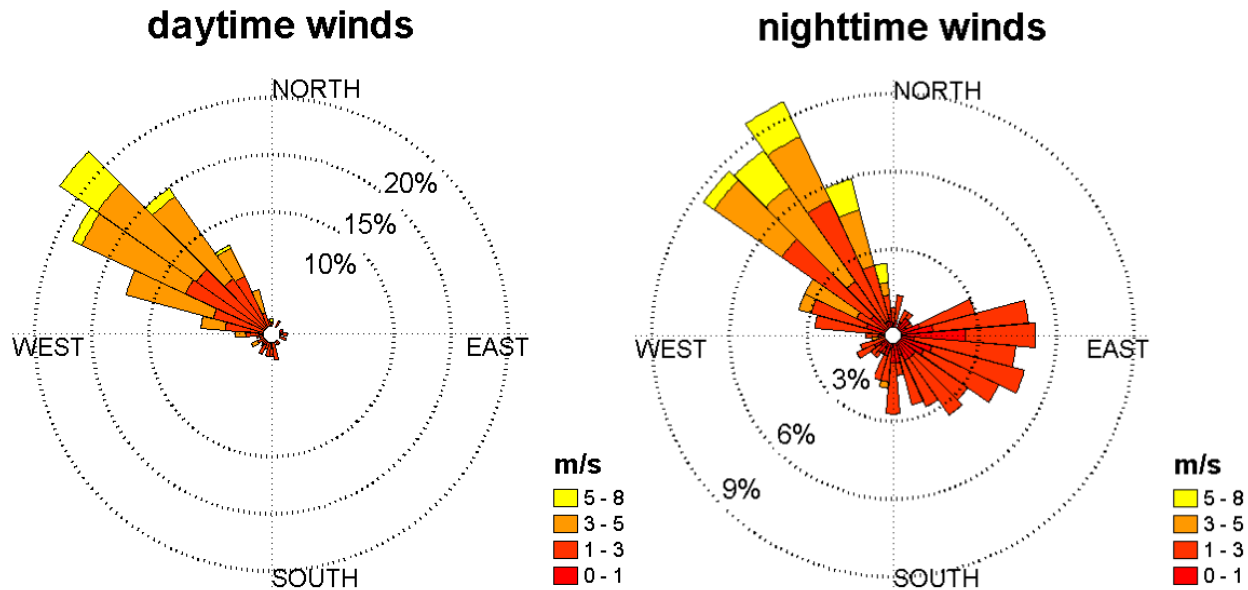 daytime winds
NORTH
20%
15%
10%
WEST
EAST
SOUTH
m/s
5 - 8
3 - 5
1 - 3
0 - 1
nighttime winds
NORTH
WEST
EAST
3%
6%
9%
SOUTH
m/s
5 - 8
3 - 5
1 - 3
0 - 1